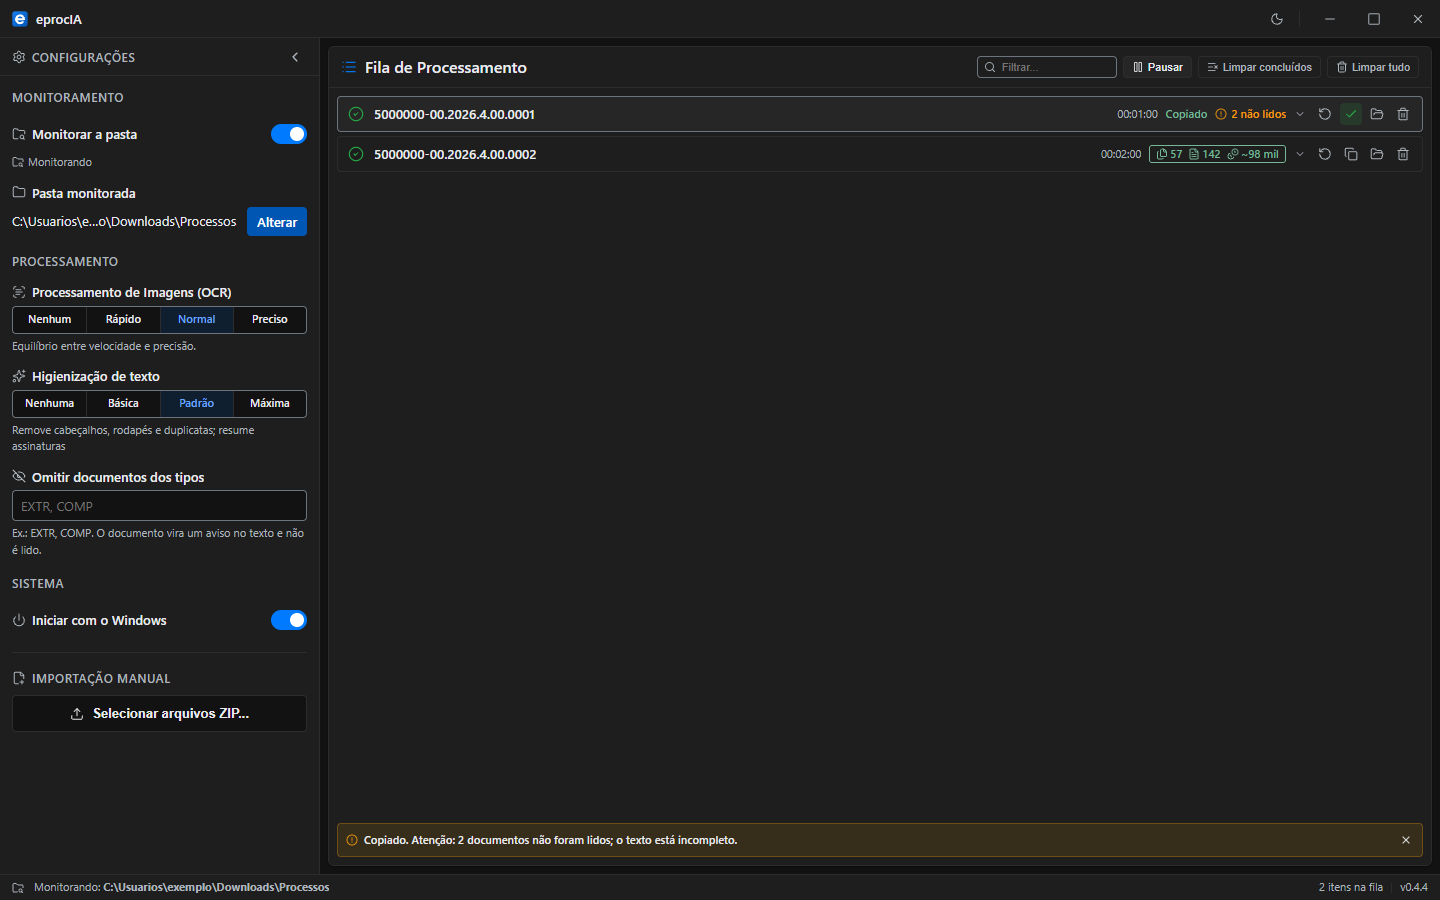 eprocIA
CONFIGURAÇÕES
MONITORAMENTO
Monitorar a pasta
Monitorando
Pasta monitorada
C:\Usuarios\e...o\Downloads\Processos
Alterar
PROCESSAMENTO
Processamento de Imagens (OCR)
Nenhum Rápido Normal Preciso
Equilíbrio entre velocidade e precisão.
Higienização de texto
Nenhuma Básica Padrão Máxima
Remove cabeçalhos, rodapés e duplicatas; resume
assinaturas
Omitir documentos dos tipos
EXTR, COMP
Ex.: EXTR, COMP. O documento vira um aviso no texto e não
é lido.
SISTEMA
Iniciar com o Windows
IMPORTAÇÃO MANUAL
Selecionar arquivos ZIP...
Fila de Processamento
Filtrar...
Pausar
Limpar concluídos
Limpar tudo
5000000-00.2026.4.00.0001 00:01:00 Copiado 2 não lidos
5000000-00.2026.4.00.0002 00:02:00 57 142 ~98 mil
Copiado. Atenção: 2 documentos não foram lidos; o texto está incompleto.
Monitorando: C:\Usuarios\exemplo\Downloads\Processos
2 itens na fila v0.4.4